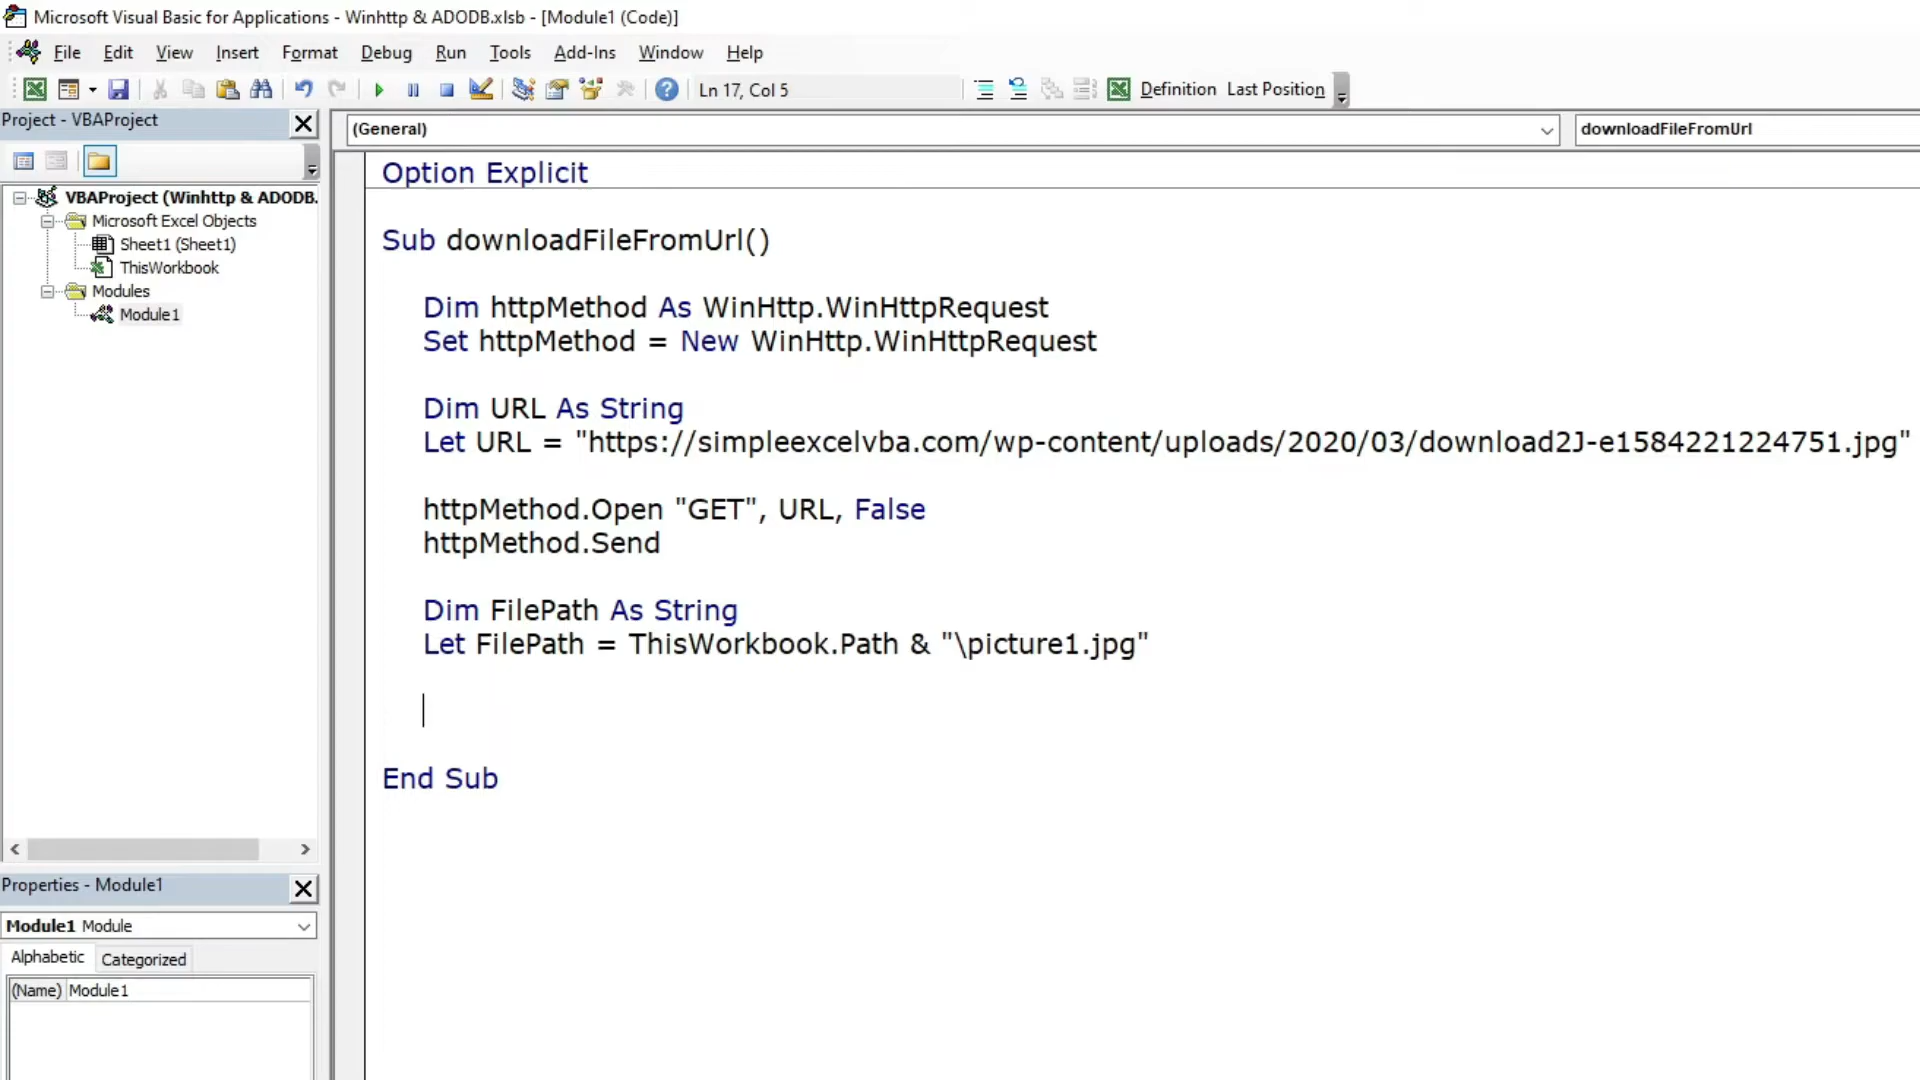 Microsoft Visual Basic for Applications - Winhttp & ADODB.xlsb - [Module1 (Code)]
File Edit View Insert Format Debug Run Tools Add-Ins Window Help
Ln 17, Col 5
Definition Last Position
Project - VBAProject
(General)
downloadFileFromUrl
VBAProject (Winhttp & ADODB.
Microsoft Excel Objects
Sheet1 (Sheet1)
ThisWorkbook
Modules
Module1
Properties - Module1
Module1 Module
Alphabetic Categorized
(Name) Module1
Option Explicit
Sub downloadFileFromUrl()
Dim httpMethod As WinHttp.WinHttpRequest
Set httpMethod = New WinHttp.WinHttpRequest
Dim URL As String
Let URL = "https://simpleexcelvba.com/wp-content/uploads/2020/03/download2J-e1584221224751.jpg"
httpMethod.Open "GET", URL, False
httpMethod.Send
Dim FilePath As String
Let FilePath = ThisWorkbook.Path & "\picture1.jpg"
End Sub